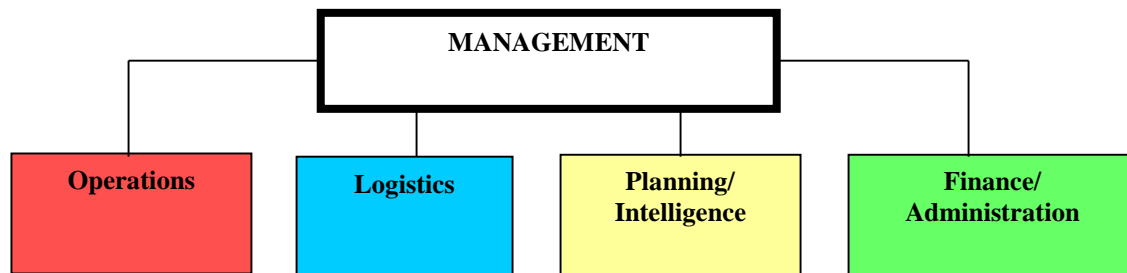 MANAGEMENT
Operations
Logistics
Planning/
Intelligence
Finance/
Administration